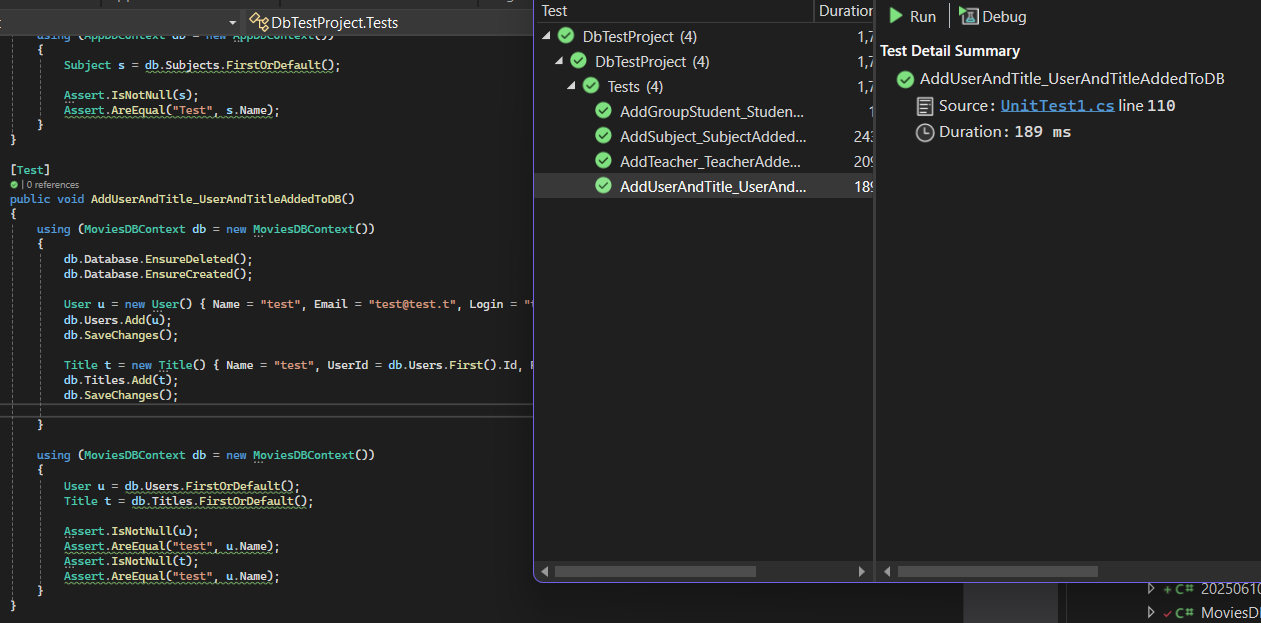 DbTestProject.Tests
using (AppDBContext db = new AppDBContext())
{
Subject s = db.Subjects.FirstOrDefault();
Assert.IsNotNull(s);
Assert.AreEqual("Test", s.Name);
}
}
[Test]
| 0 references
public void AddUserAndTitle_UserAndTitleAddedToDB()
{
using (MoviesDBContext db = new MoviesDBContext())
{
db.Database.EnsureDeleted();
db.Database.EnsureCreated();
User u = new User() { Name = "test", Email = "test@test.t", Login = "t
db.Users.Add(u);
db.SaveChanges();
Title t = new Title() { Name = "test", UserId = db.Users.First().Id,
db.Titles.Add(t);
db.SaveChanges();
}
using (MoviesDBContext db = new MoviesDBContext())
{
User u = db.Users.FirstOrDefault();
Title t = db.Titles.FirstOrDefault();
Assert.IsNotNull(u);
Assert.AreEqual("test", u.Name);
Assert.IsNotNull(t);
Assert.AreEqual("test", u.Name);
}
}
Test Duration
DbTestProject (4) 1,7
DbTestProject (4) 1,7
Tests (4) 1,7
AddGroupStudent_Studen... 1
AddSubject_SubjectAdded... 243
AddTeacher_TeacherAdde... 209
AddUserAndTitle_UserAnd... 189
Run Debug
Test Detail Summary
AddUserAndTitle_UserAndTitleAddedToDB
Source: UnitTest1.cs line 110
Duration: 189 ms
C# 20250610
C# MoviesD